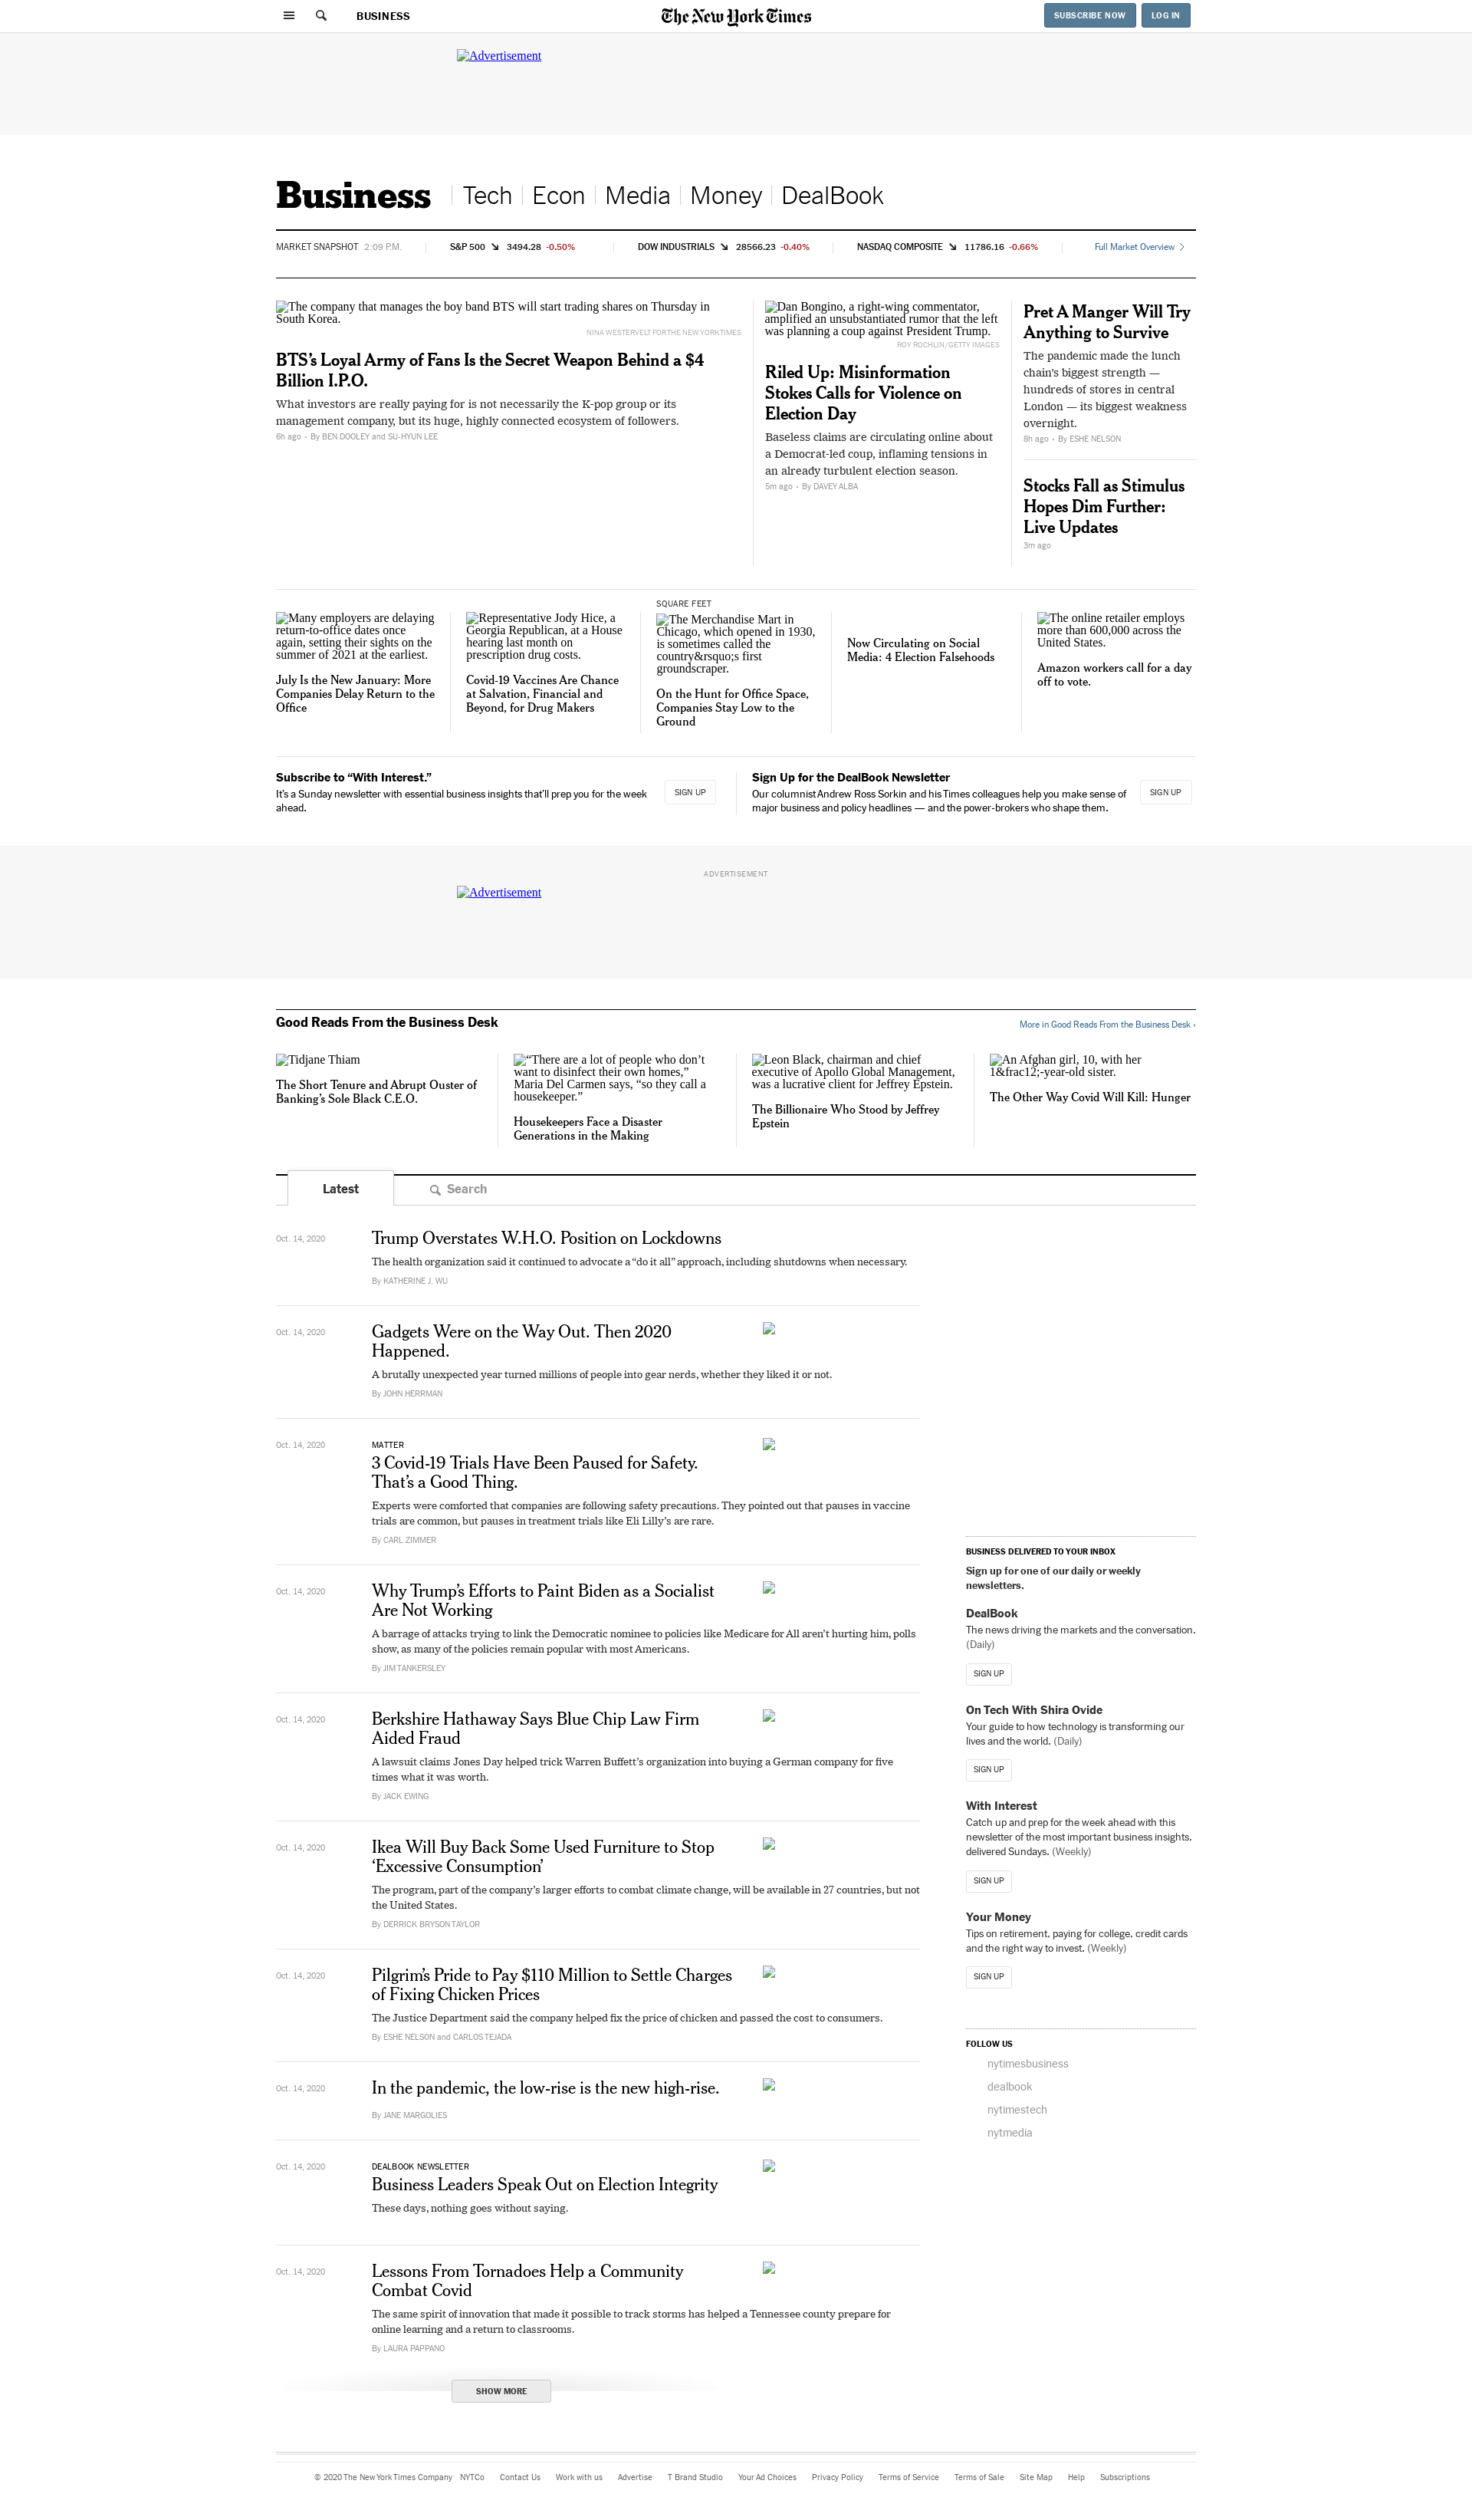 BUSINESS
The New York Times
SUBSCRIBE NOW
LOG IN
Advertisement
Business
Tech
Econ
Media
Money
DealBook
MARKET SNAPSHOT 2:09 P.M.
S&P 500 3494.28 -0.50%
DOW INDUSTRIALS 28566.23 -0.40%
NASDAQ COMPOSITE 11786.16 -0.66%
Full Market Overview
The company that manages the boy band BTS will start trading shares on Thursday in
South Korea.
NINA WESTERVELT FOR THE NEW YORK TIMES
BTS’s Loyal Army of Fans Is the Secret Weapon Behind a $4
Billion I.P.O.
What investors are really paying for is not necessarily the K-pop group or its
management company, but its huge, highly connected ecosystem of followers.
6h ago • By BEN DOOLEY and SU-HYUN LEE
Dan Bongino, a right-wing commentator,
amplified an unsubstantiated rumor that the left
was planning a coup against President Trump.
ROY ROCHLIN/GETTY IMAGES
Riled Up: Misinformation
Stokes Calls for Violence on
Election Day
Baseless claims are circulating online about
a Democrat-led coup, inflaming tensions in
an already turbulent election season.
5m ago • By DAVEY ALBA
Pret A Manger Will Try
Anything to Survive
The pandemic made the lunch
chain’s biggest strength —
hundreds of stores in central
London — its biggest weakness
overnight.
8h ago • By ESHE NELSON
Stocks Fall as Stimulus
Hopes Dim Further:
Live Updates
3m ago
Many employers are delaying
return-to-office dates once
again, setting their sights on the
summer of 2021 at the earliest.
July Is the New January: More
Companies Delay Return to the
Office
Representative Jody Hice, a
Georgia Republican, at a House
hearing last month on
prescription drug costs.
Covid-19 Vaccines Are Chance
at Salvation, Financial and
Beyond, for Drug Makers
SQUARE FEET
The Merchandise Mart in
Chicago, which opened in 1930,
is sometimes called the
country&rsquo;s first
groundscraper.
On the Hunt for Office Space,
Companies Stay Low to the
Ground
Now Circulating on Social
Media: 4 Election Falsehoods
The online retailer employs
more than 600,000 across the
United States.
Amazon workers call for a day
off to vote.
Subscribe to “With Interest.”
It’s a Sunday newsletter with essential business insights that’ll prep you for the week
ahead.
SIGN UP
Sign Up for the DealBook Newsletter
Our columnist Andrew Ross Sorkin and his Times colleagues help you make sense of
major business and policy headlines — and the power-brokers who shape them.
SIGN UP
ADVERTISEMENT
Advertisement
Good Reads From the Business Desk
More in Good Reads From the Business Desk ›
Tidjane Thiam
The Short Tenure and Abrupt Ouster of
Banking’s Sole Black C.E.O.
“There are a lot of people who don’t
want to disinfect their own homes,”
Maria Del Carmen says, “so they call a
housekeeper.”
Housekeepers Face a Disaster
Generations in the Making
Leon Black, chairman and chief
executive of Apollo Global Management,
was a lucrative client for Jeffrey Epstein.
The Billionaire Who Stood by Jeffrey
Epstein
An Afghan girl, 10, with her
1&frac12;-year-old sister.
The Other Way Covid Will Kill: Hunger
Latest
Search
Oct. 14, 2020
Trump Overstates W.H.O. Position on Lockdowns
The health organization said it continued to advocate a “do it all” approach, including shutdowns when necessary.
By KATHERINE J. WU
Oct. 14, 2020
Gadgets Were on the Way Out. Then 2020
Happened.
A brutally unexpected year turned millions of people into gear nerds, whether they liked it or not.
By JOHN HERRMAN
Oct. 14, 2020
MATTER
3 Covid-19 Trials Have Been Paused for Safety.
That’s a Good Thing.
Experts were comforted that companies are following safety precautions. They pointed out that pauses in vaccine
trials are common, but pauses in treatment trials like Eli Lilly’s are rare.
By CARL ZIMMER
Oct. 14, 2020
Why Trump’s Efforts to Paint Biden as a Socialist
Are Not Working
A barrage of attacks trying to link the Democratic nominee to policies like Medicare for All aren’t hurting him, polls
show, as many of the policies remain popular with most Americans.
By JIM TANKERSLEY
Oct. 14, 2020
Berkshire Hathaway Says Blue Chip Law Firm
Aided Fraud
A lawsuit claims Jones Day helped trick Warren Buffett’s organization into buying a German company for five
times what it was worth.
By JACK EWING
Oct. 14, 2020
Ikea Will Buy Back Some Used Furniture to Stop
‘Excessive Consumption’
The program, part of the company’s larger efforts to combat climate change, will be available in 27 countries, but not
the United States.
By DERRICK BRYSON TAYLOR
Oct. 14, 2020
Pilgrim’s Pride to Pay $110 Million to Settle Charges
of Fixing Chicken Prices
The Justice Department said the company helped fix the price of chicken and passed the cost to consumers.
By ESHE NELSON and CARLOS TEJADA
Oct. 14, 2020
In the pandemic, the low-rise is the new high-rise.
By JANE MARGOLIES
Oct. 14, 2020
DEALBOOK NEWSLETTER
Business Leaders Speak Out on Election Integrity
These days, nothing goes without saying.
Oct. 14, 2020
Lessons From Tornadoes Help a Community
Combat Covid
The same spirit of innovation that made it possible to track storms has helped a Tennessee county prepare for
online learning and a return to classrooms.
By LAURA PAPPANO
SHOW MORE
BUSINESS DELIVERED TO YOUR INBOX
Sign up for one of our daily or weekly
newsletters.
DealBook
The news driving the markets and the conversation.
(Daily)
SIGN UP
On Tech With Shira Ovide
Your guide to how technology is transforming our
lives and the world. (Daily)
SIGN UP
With Interest
Catch up and prep for the week ahead with this
newsletter of the most important business insights,
delivered Sundays. (Weekly)
SIGN UP
Your Money
Tips on retirement, paying for college, credit cards
and the right way to invest. (Weekly)
SIGN UP
FOLLOW US
nytimesbusiness
dealbook
nytimestech
nytmedia
© 2020 The New York Times Company NYTCo Contact Us Work with us Advertise T Brand Studio Your Ad Choices Privacy Policy Terms of Service Terms of Sale Site Map Help Subscriptions